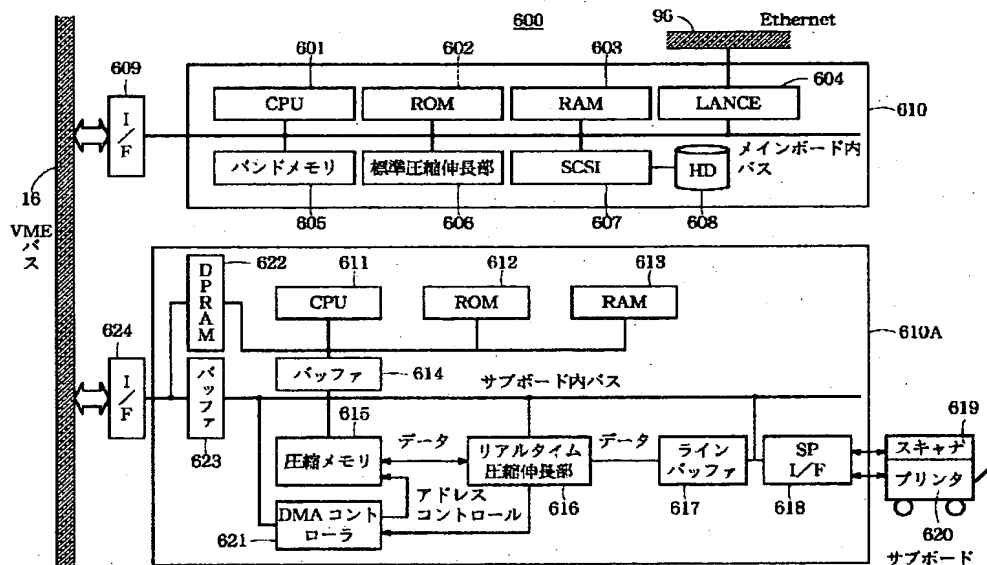 600
96
Ethernet
601
602
603
604
609
I/F
CPU
ROM
RAM
LANCE
610
バンドメモリ
標準圧縮伸長部
SCSI
HD
メインボード内
バス
605
606
607
608
16
VME
バス
622
DPRAM
611
612
613
CPU
ROM
RAM
610A
624
I/F
バッファ
623
バッファ
614
サブボード内バス
615
圧縮メモリ
データ
リアルタイム
圧縮伸長部
616
データ
ライン
バッファ
617
SP
I/F
618
スキャナ
619
プリンタ
620
アドレス
コントロール
DMA コント
ローラ
621
サブボード